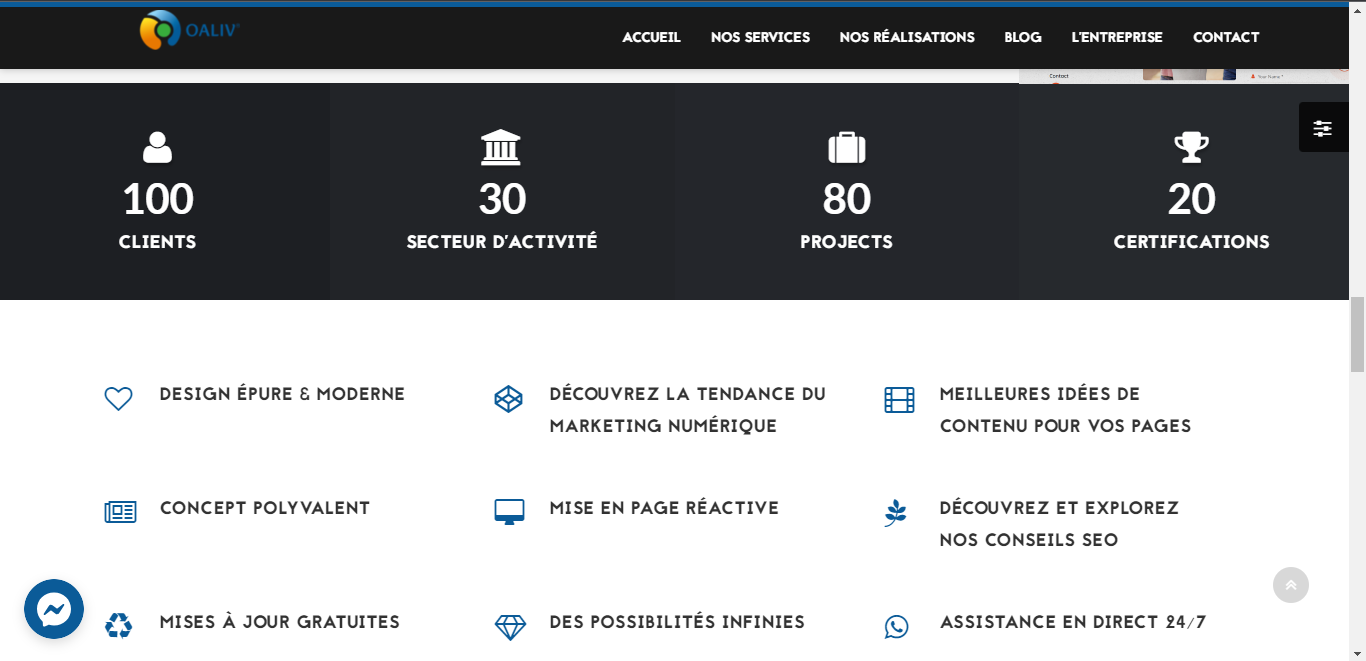 OALIV
ACCUEIL NOS SERVICES NOS RÉALISATIONS BLOG L'ENTREPRISE CONTACT
Contact
Your Name *
100
CLIENTS
30
SECTEUR D'ACTIVITÉ
80
PROJECTS
20
CERTIFICATIONS
DESIGN ÉPURE & MODERNE
DÉCOUVREZ LA TENDANCE DU
MARKETING NUMÉRIQUE
MEILLEURES IDÉES DE
CONTENU POUR VOS PAGES
CONCEPT POLYVALENT
MISE EN PAGE RÉACTIVE
DÉCOUVREZ ET EXPLOREZ
NOS CONSEILS SEO
MISES À JOUR GRATUITES
DES POSSIBILITÉS INFINIES
ASSISTANCE EN DIRECT 24/7